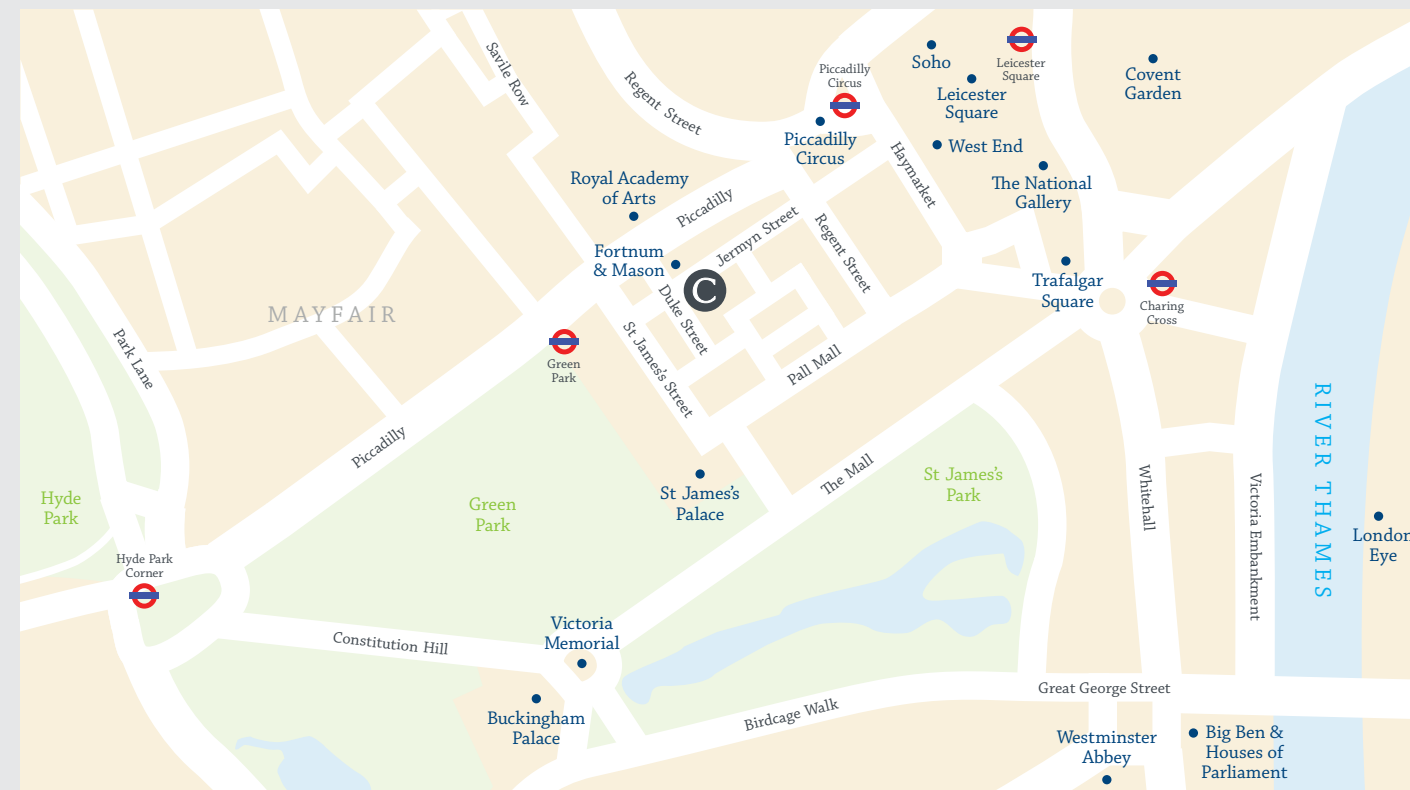 Savile Row
Regent Street
Piccadilly
Circus
Soho
Leicester
Square
Leicester
Square
Covent
Garden
Piccadilly
Circus
West End
Haymarket
The National
Gallery
Royal Academy
of Arts
Piccadilly
Jermyn Street
Regent Street
Fortnum
& Mason
C
Duke Street
Trafalgar
Square
Charing
Cross
MAYFAIR
Park Lane
Green
Park
St James's Street
Pall Mall
Piccadilly
The Mall
St James's
Park
St James's
Palace
Hyde
Park
Green
Park
Whitehall
Victoria Embankment
RIVER THAMES
London
Eye
Hyde Park
Corner
Constitution Hill
Victoria
Memorial
Buckingham
Palace
Birdcage Walk
Great George Street
Westminster
Abbey
Big Ben &
Houses of
Parliament